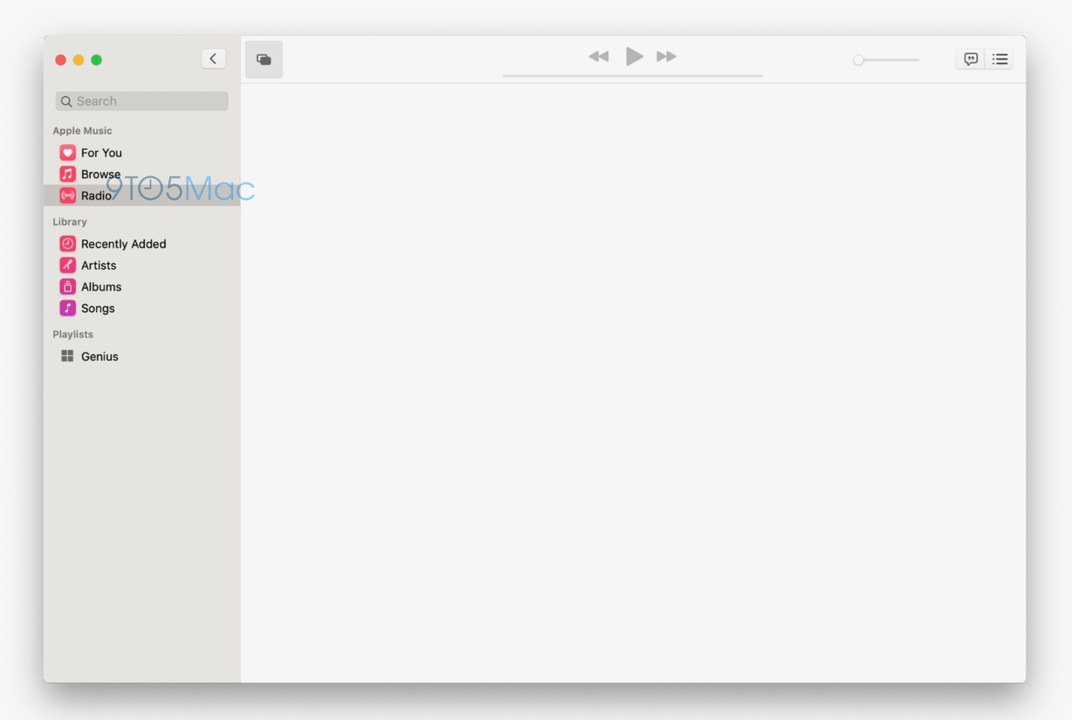 Search
Apple Music
For You
Browse
Radio
9TO5Mac
Library
Recently Added
Artists
Albums
Songs
Playlists
Genius